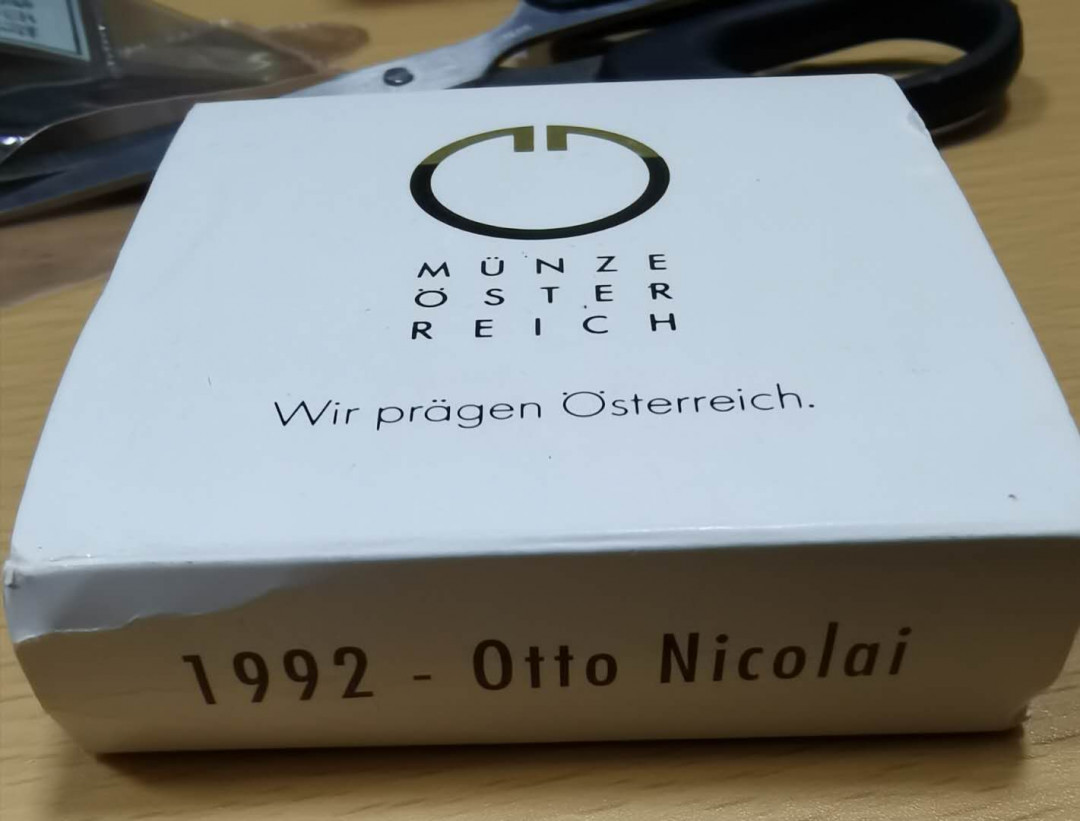 MÜNZE
ÖSTER
REICH
Wir prägen Österreich.
1992 - Otto Nicolai